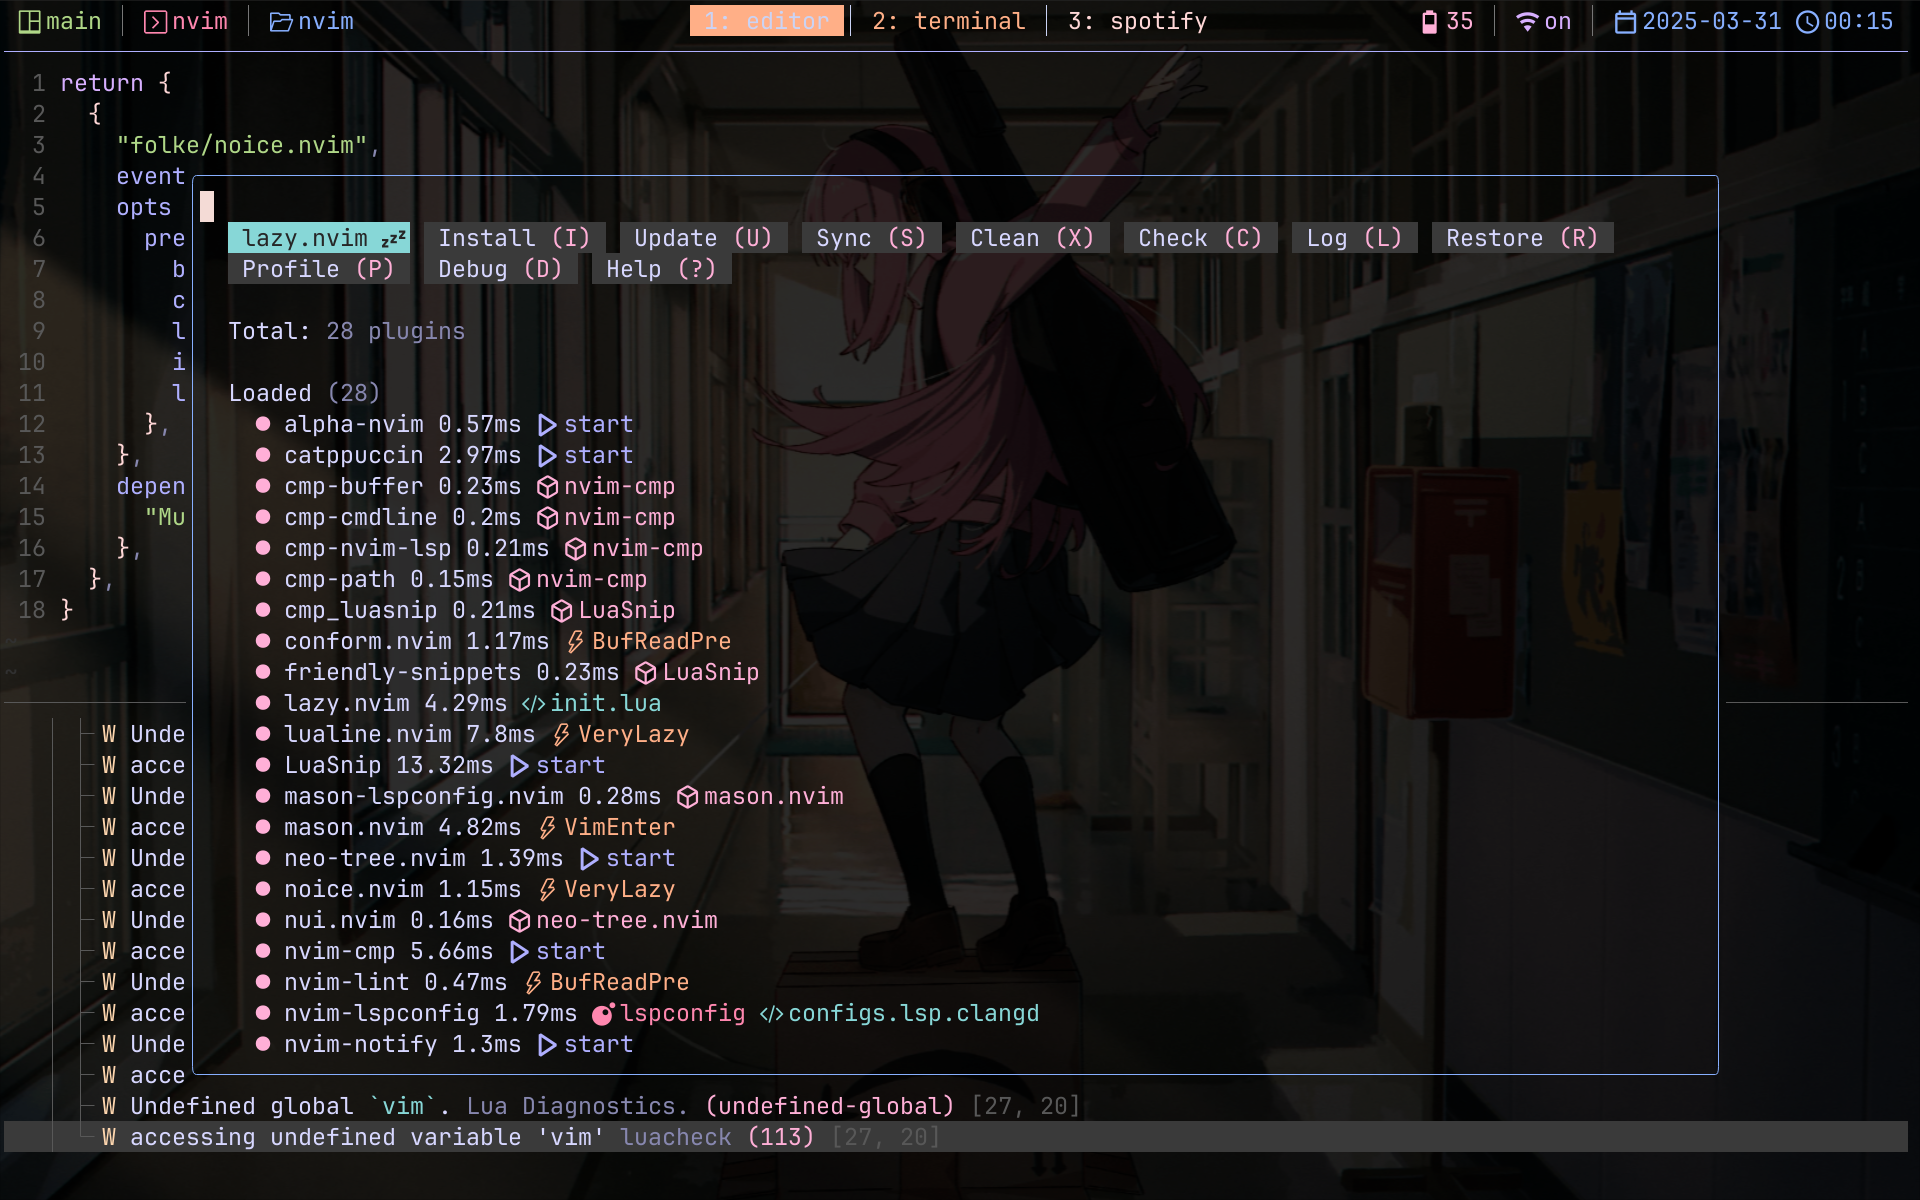 main nvim nvim 1: editor 2: terminal 3: spotify 35 on 2025-03-31 00:15
1 return {
2 {
3 "folke/noice.nvim",
4 event
5 opts
6 pre
7 b
8 c
9 l
10 i
11 l
12 },
13 },
14 depen
15 "Mu
16 },
17 },
18 }
~
~
lazy.nvim zzz Install (I) Update (U) Sync (S) Clean (X) Check (C) Log (L) Restore (R)
Profile (P) Debug (D) Help (?)
Total: 28 plugins
Loaded (28)
● alpha-nvim 0.57ms start
● catppuccin 2.97ms start
● cmp-buffer 0.23ms nvim-cmp
● cmp-cmdline 0.2ms nvim-cmp
● cmp-nvim-lsp 0.21ms nvim-cmp
● cmp-path 0.15ms nvim-cmp
● cmp_luasnip 0.21ms LuaSnip
● conform.nvim 1.17ms BufReadPre
● friendly-snippets 0.23ms LuaSnip
● lazy.nvim 4.29ms </> init.lua
● lualine.nvim 7.8ms VeryLazy
● LuaSnip 13.32ms start
● mason-lspconfig.nvim 0.28ms mason.nvim
● mason.nvim 4.82ms VimEnter
● neo-tree.nvim 1.39ms start
● noice.nvim 1.15ms VeryLazy
● nui.nvim 0.16ms neo-tree.nvim
● nvim-cmp 5.66ms start
● nvim-lint 0.47ms BufReadPre
● nvim-lspconfig 1.79ms lspconfig </> configs.lsp.clangd
● nvim-notify 1.3ms start
W Unde
W acce
W Unde
W acce
W Unde
W acce
W Unde
W acce
W Unde
W acce
W Unde
W acce
W Undefined global `vim`. Lua Diagnostics. (undefined-global) [27, 20]
W accessing undefined variable 'vim' luacheck (113) [27, 20]